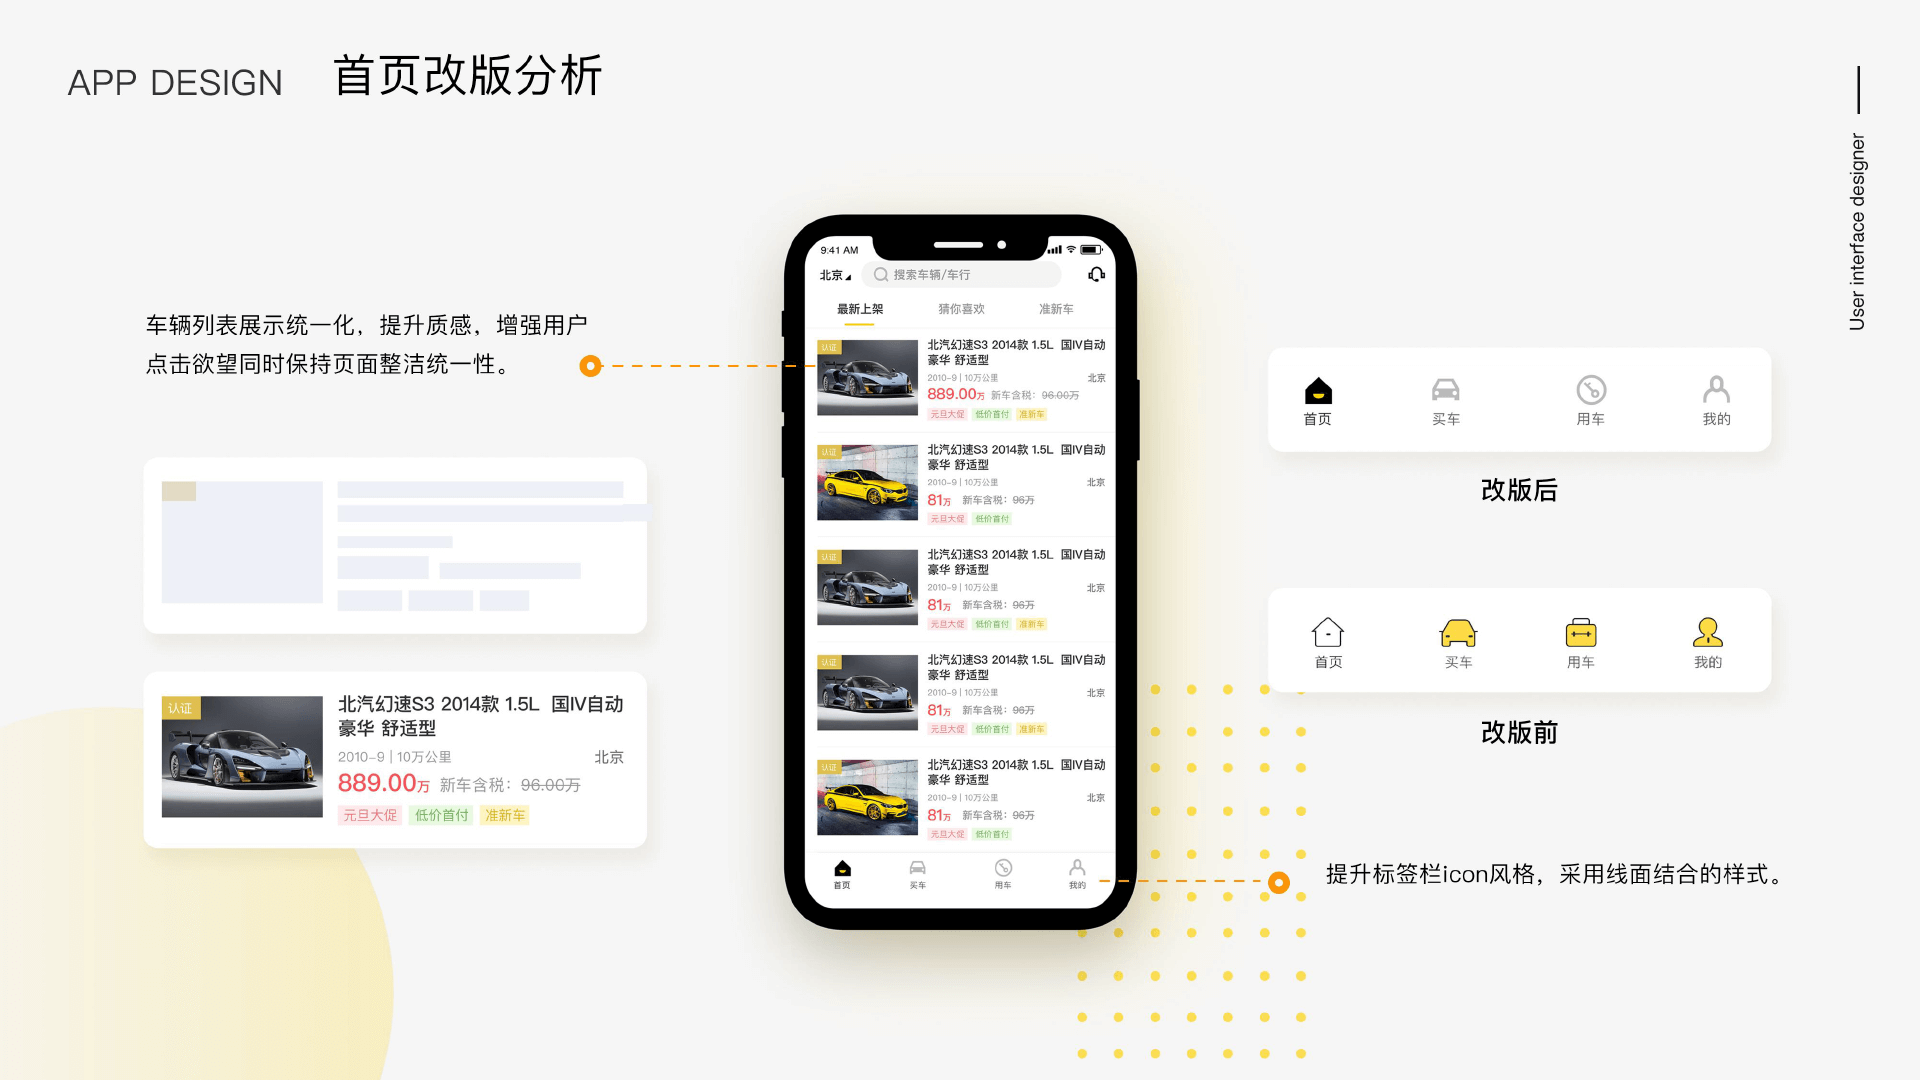 APP DESIGN 首页改版分析
User interface designer
车辆列表展示统一化，提升质感，增强用户
点击欲望同时保持页面整洁统一性。
认证
北汽幻速S3 2014款 1.5L 国IV自动
豪华 舒适型
2010-9 | 10万公里 北京
889.00万 新车含税：96.00万
元旦大促 低价首付 准新车
9:41 AM
北京 搜索车辆/车行
最新上架 猜你喜欢 准新车
认证
北汽幻速S3 2014款 1.5L 国IV自动
豪华 舒适型
2010-9 | 10万公里 北京
889.00万 新车含税：96.00万
元旦大促 低价首付 准新车
认证
北汽幻速S3 2014款 1.5L 国IV自动
豪华 舒适型
2010-9 | 10万公里 北京
81万 新车含税：96万
元旦大促 低价首付
认证
北汽幻速S3 2014款 1.5L 国IV自动
豪华 舒适型
2010-9 | 10万公里 北京
81万 新车含税：96万
元旦大促 低价首付 准新车
认证
北汽幻速S3 2014款 1.5L 国IV自动
豪华 舒适型
2010-9 | 10万公里 北京
81万 新车含税：96万
元旦大促 低价首付 准新车
认证
北汽幻速S3 2014款 1.5L 国IV自动
豪华 舒适型
2010-9 | 10万公里 北京
81万 新车含税：96万
元旦大促 低价首付
首页 买车 用车 我的
首页 买车 用车 我的
改版后
首页 买车 用车 我的
改版前
提升标签栏icon风格，采用线面结合的样式。